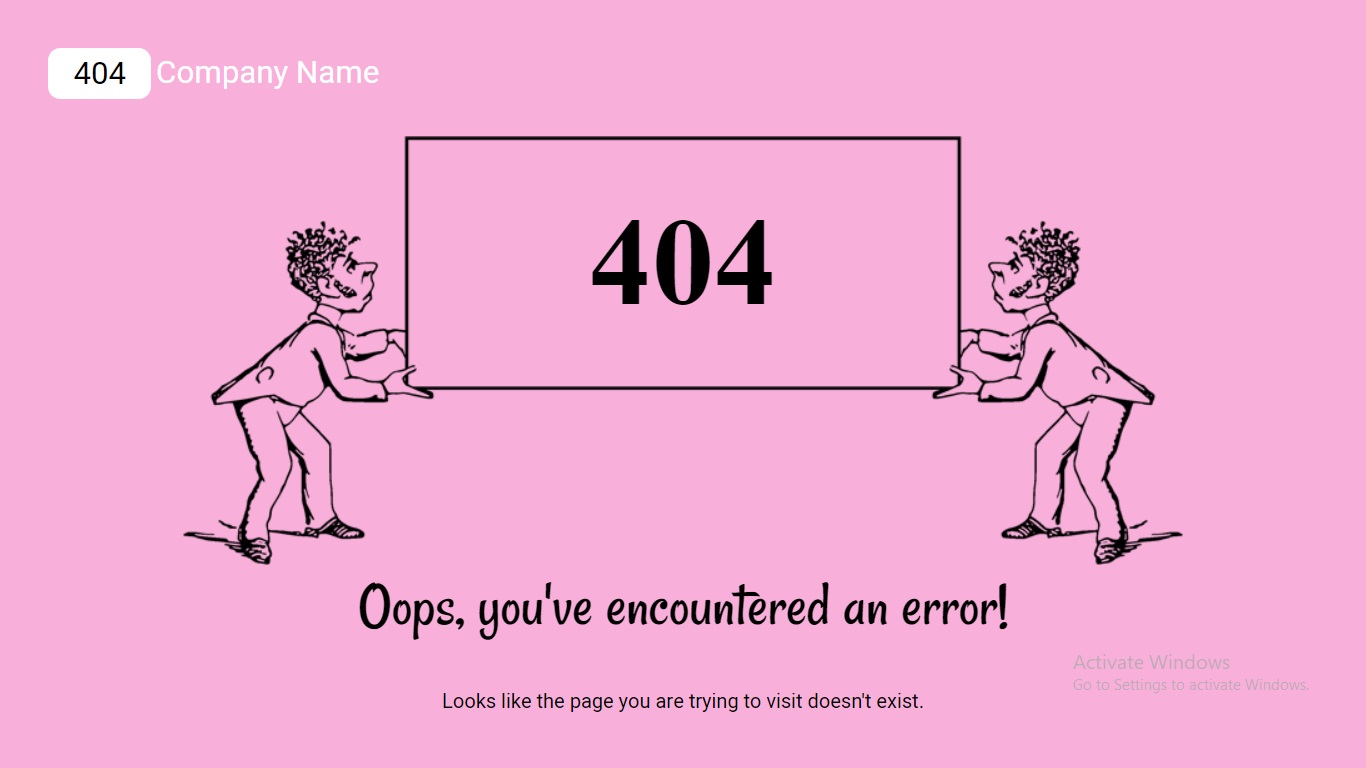 404 Company Name
404
Oops, you've encountered an error!
Activate Windows
Go to Settings to activate Windows.
Looks like the page you are trying to visit doesn't exist.